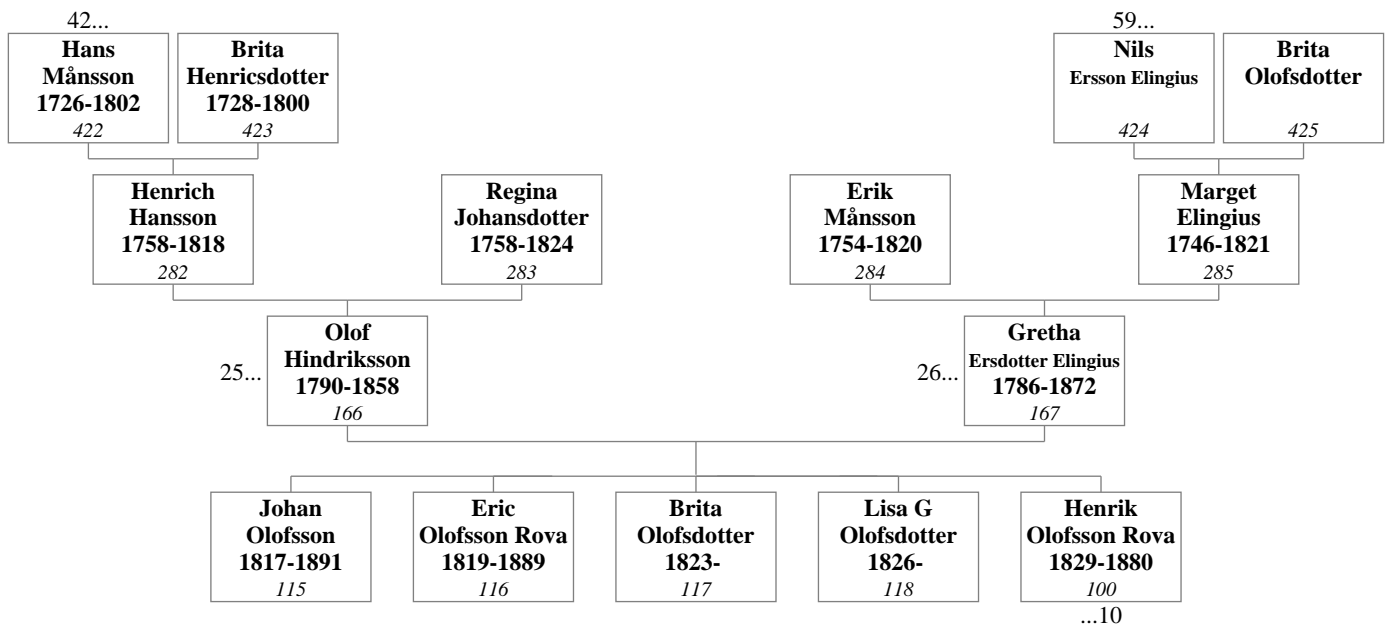 42...
Hans
Månsson
1726-1802
422
Brita
Henricsdotter
1728-1800
423
59...
Nils
Ersson Elingius
424
Brita
Olofsdotter
425
Henrich
Hansson
1758-1818
282
Regina
Johansdotter
1758-1824
283
Erik
Månsson
1754-1820
284
Marget
Elingius
1746-1821
285
25...
Olof
Hindriksson
1790-1858
166
26...
Gretha
Ersdotter Elingius
1786-1872
167
Johan
Olofsson
1817-1891
115
Eric
Olofsson Rova
1819-1889
116
Brita
Olofsdotter
1823-
117
Lisa G
Olofsdotter
1826-
118
Henrik
Olofsson Rova
1829-1880
100
...10